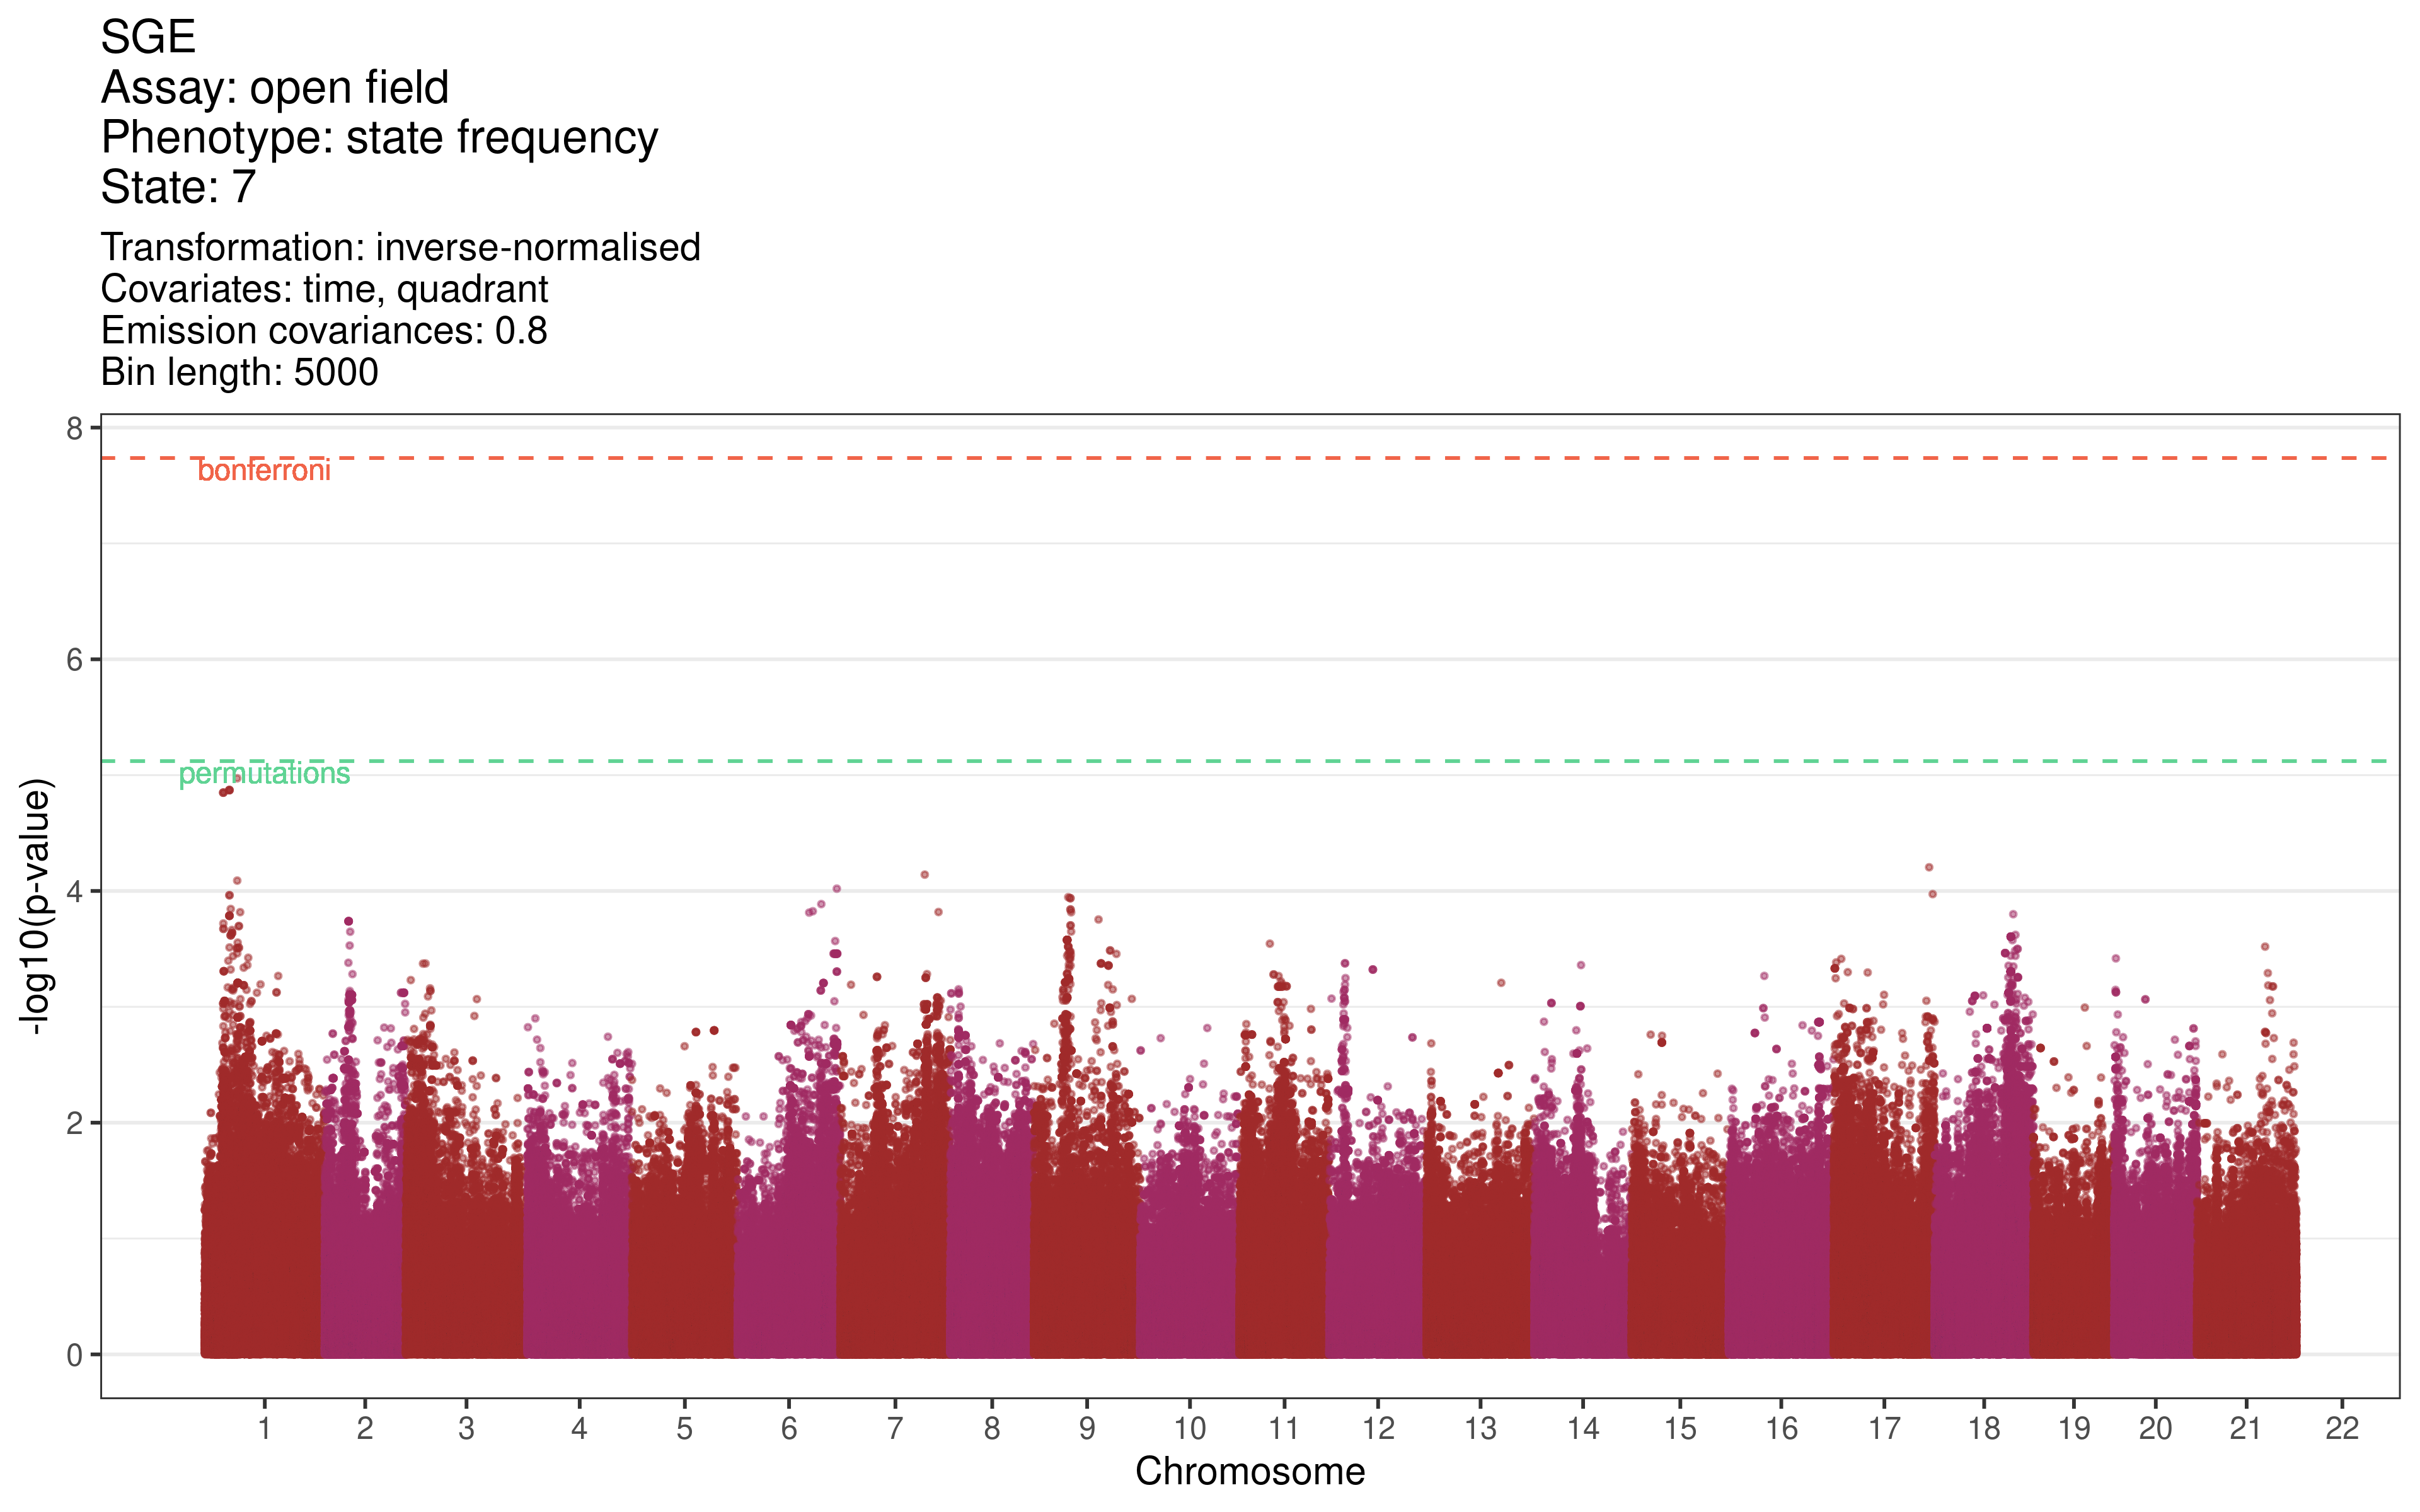 SGE
Assay: open field
Phenotype: state frequency
State: 7
Transformation: inverse-normalised
Covariates: time, quadrant
Emission covariances: 0.8
Bin length: 5000
8
bonferroni
6
permutations
4
2
0
-log10(p-value)
1 2 3 4 5 6 7 8 9 10 11 12 13 14 15 16 17 18 19 20 21 22
Chromosome